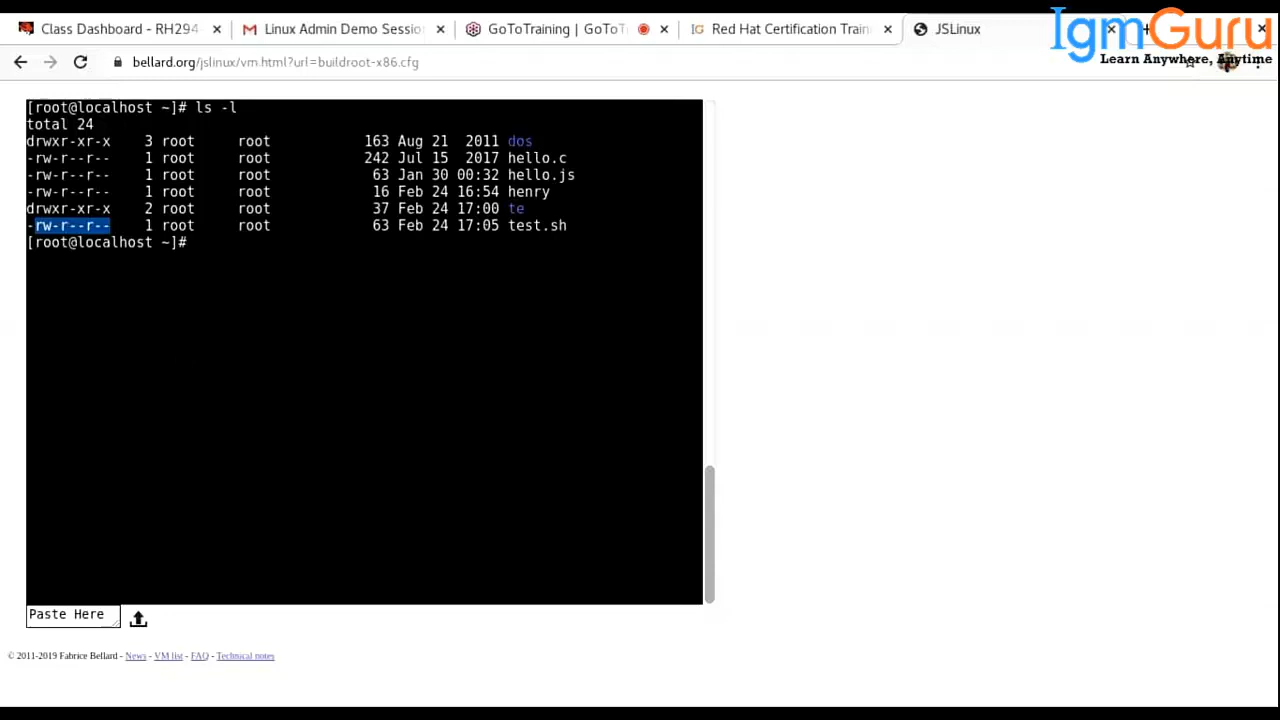 Class Dashboard - RH294
Linux Admin Demo Sessio
GoToTraining | GoToT
Red Hat Certification Train
JSLinux
IgmGuru
Learn Anywhere, Anytime
bellard.org/jslinux/vm.html?url=buildroot-x86.cfg
[root@localhost ~]# ls -l
total 24
drwxr-xr-x 3 root root 163 Aug 21 2011 dos
-rw-r--r-- 1 root root 242 Jul 15 2017 hello.c
-rw-r--r-- 1 root root 63 Jan 30 00:32 hello.js
-rw-r--r-- 1 root root 16 Feb 24 16:54 henry
drwxr-xr-x 2 root root 37 Feb 24 17:00 te
-rw-r--r-- 1 root root 63 Feb 24 17:05 test.sh
[root@localhost ~]#
Paste Here
© 2011-2019 Fabrice Bellard - News - VM list - FAQ - Technical notes